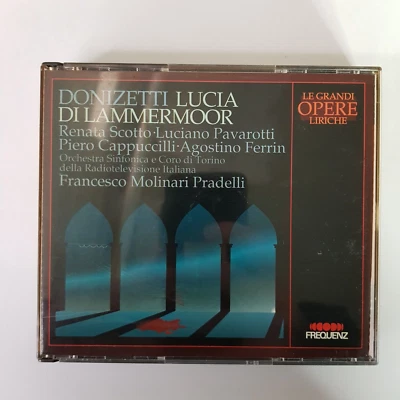 DONIZETTI LUCIA
DI LAMMERMOOR
Renata Scotto·Luciano Pavarotti
Piero Cappuccilli·Agostino Ferrin
Orchestra Sinfonica e Coro di Torino
della Radiotelevisione Italiana
Francesco Molinari Pradelli
LE GRANDI
OPERE
LIRICHE
FREQUENZ